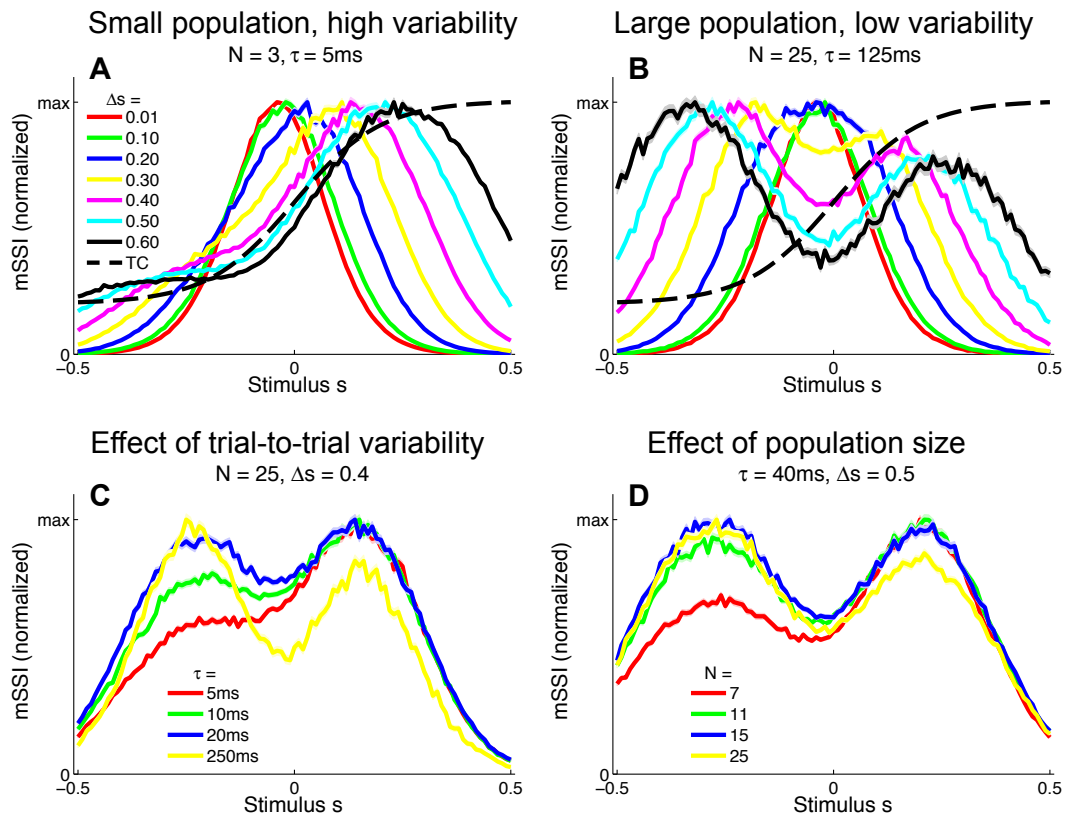 Small population, high variability
N = 3, τ = 5ms
A
Δs =
0.01
0.10
0.20
0.30
0.40
0.50
0.60
TC
max
0
mSSI (normalized)
−0.5
0
0.5
Stimulus s
Large population, low variability
N = 25, τ = 125ms
B
max
0
mSSI (normalized)
−0.5
0
0.5
Stimulus s
Effect of trial-to-trial variability
N = 25, Δs = 0.4
C
max
0
mSSI (normalized)
τ =
5ms
10ms
20ms
250ms
−0.5
0
0.5
Stimulus s
Effect of population size
τ = 40ms, Δs = 0.5
D
max
0
mSSI (normalized)
N =
7
11
15
25
−0.5
0
0.5
Stimulus s